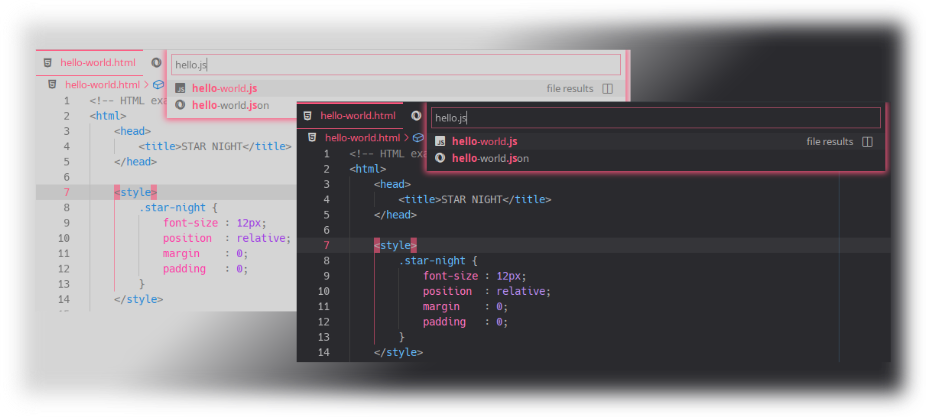 hello-world.html
hello.js
hello-world.html >
hello-world.js file results
hello-world.json
1 <!-- HTML exa
2 <html>
3 <head>
4 <title>STAR NIGHT</title>
5 </head>
6
7 <style>
8 .star-night {
9 font-size : 12px;
10 position : relative;
11 margin : 0;
12 padding : 0;
13 }
14 </style>
hello-world.html
hello.js
hello-world.html >
hello-world.js file results
hello-world.json
1 <!-- HTML exa
2 <html>
3 <head>
4 <title>STAR NIGHT</title>
5 </head>
6
7 <style>
8 .star-night {
9 font-size : 12px;
10 position : relative;
11 margin : 0;
12 padding : 0;
13 }
14 </style>